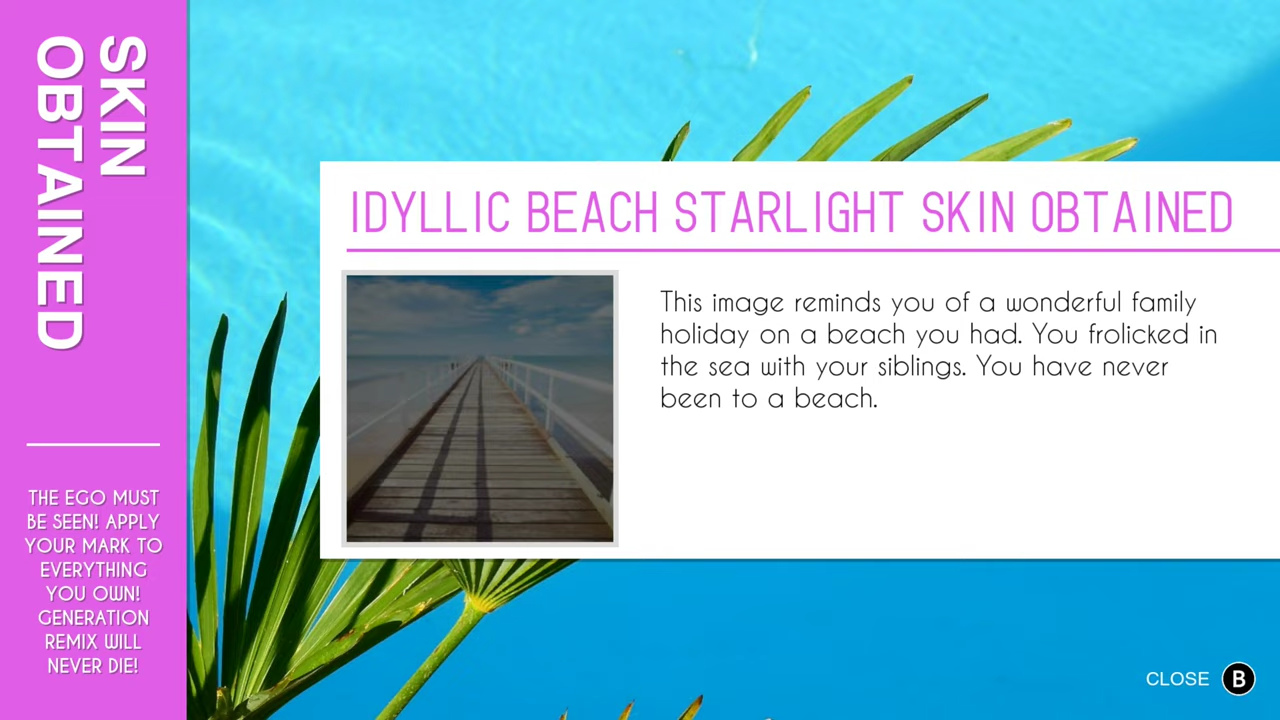 SKIN
OBTAINED
THE EGO MUST
BE SEEN! APPLY
YOUR MARK TO
EVERYTHING
YOU OWN!
GENERATION
REMIX WILL
NEVER DIE!
IDYLLIC BEACH STARLIGHT SKIN OBTAINED
This image reminds you of a wonderful family
holiday on a beach you had. You frolicked in
the sea with your siblings. You have never
been to a beach.
CLOSE B